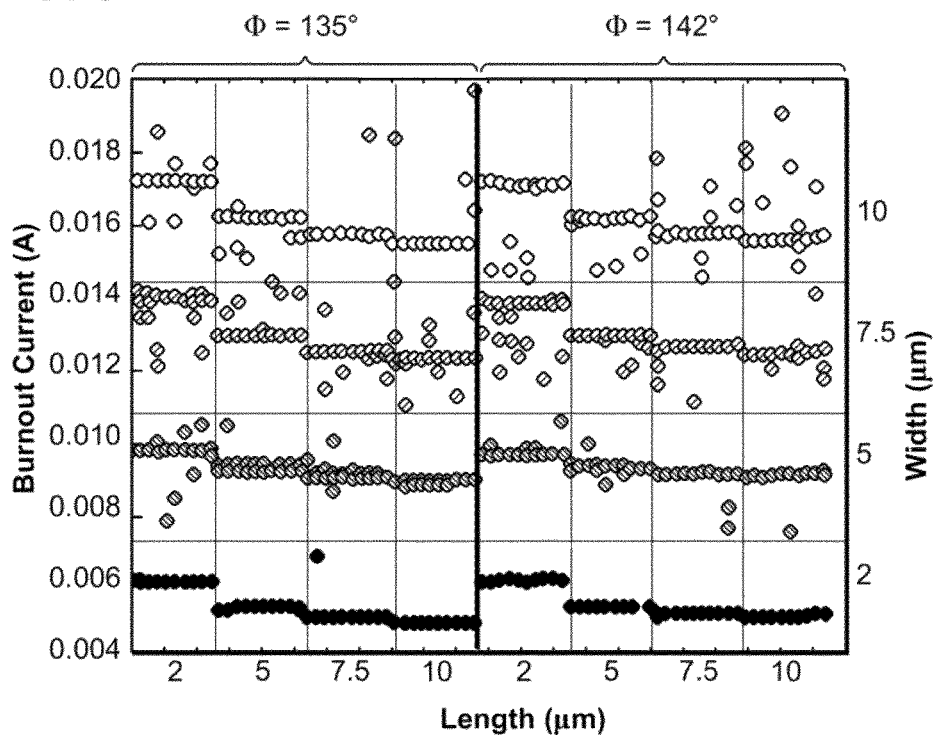 Φ = 135° Φ = 142°
0.020
0.018
0.016
0.014
0.012
0.010
0.008
0.006
0.004
Burnout Current (A)
10
7.5
5
2
Width (μm)
2 5 7.5 10 2 5 7.5 10
Length (μm)